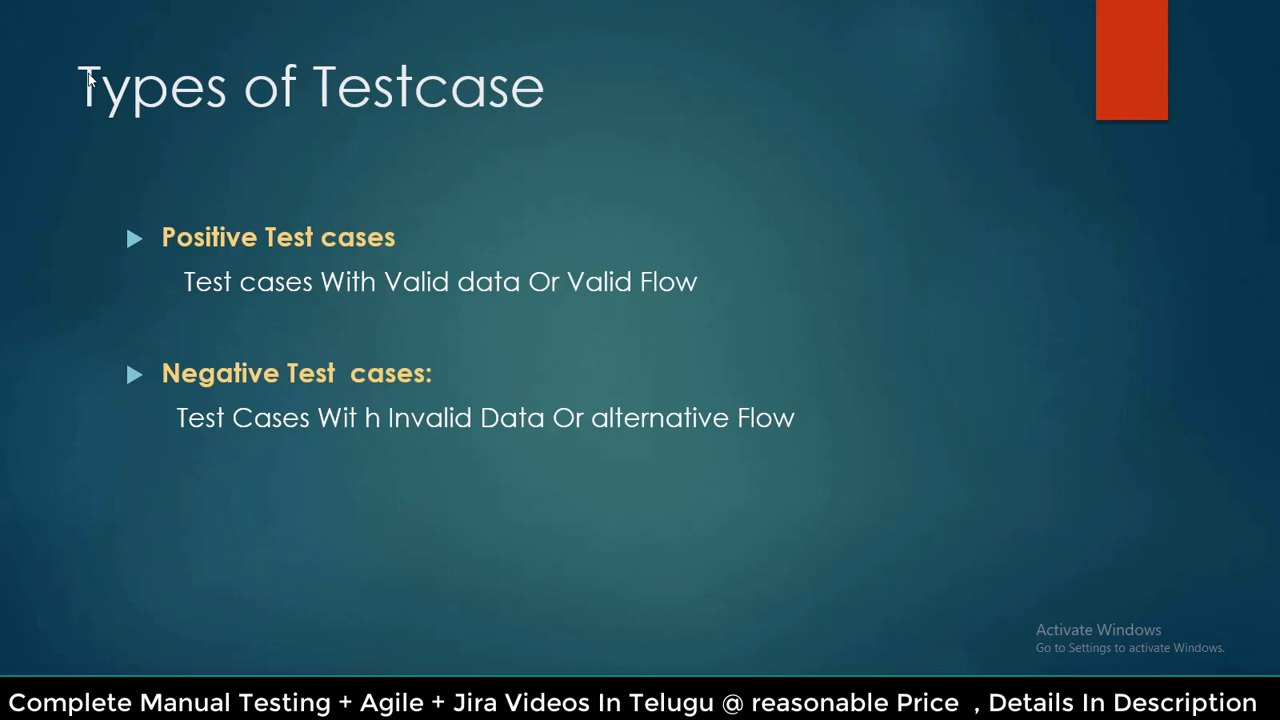 Types of Testcase
Positive Test cases
Test cases With Valid data Or Valid Flow
Negative Test  cases:
Test Cases Wit h Invalid Data Or alternative Flow
Activate Windows
Go to Settings to activate Windows.
Complete Manual Testing + Agile + Jira Videos In Telugu @ reasonable Price  , Details In Description